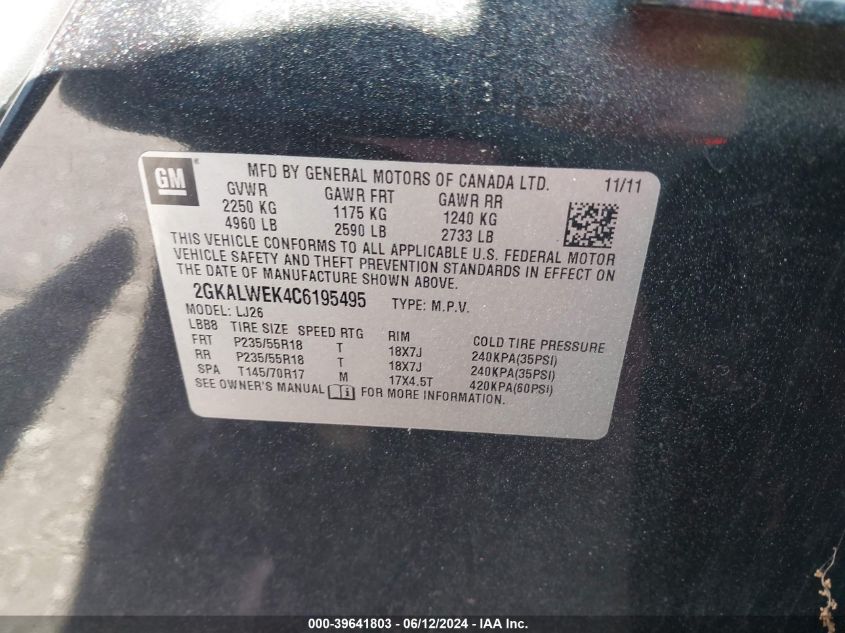 GM
MFD BY GENERAL MOTORS OF CANADA LTD. 11/11
GVWR GAWR FRT GAWR RR
2250 KG 1175 KG 1240 KG
4960 LB 2590 LB 2733 LB
THIS VEHICLE CONFORMS TO ALL APPLICABLE U.S. FEDERAL MOTOR
VEHICLE SAFETY AND THEFT PREVENTION STANDARDS IN EFFECT ON
THE DATE OF MANUFACTURE SHOWN ABOVE.
2GKALWEK4C6195495 TYPE: M.P.V.
MODEL: LJ26
LBB8 TIRE SIZE SPEED RTG RIM COLD TIRE PRESSURE
FRT P235/55R18 T 18X7J 240KPA(35PSI)
RR P235/55R18 T 18X7J 240KPA(35PSI)
SPA T145/70R17 M 17X4.5T 420KPA(60PSI)
SEE OWNER'S MANUAL FOR MORE INFORMATION.
000-39641803 - 06/12/2024 - IAA Inc.